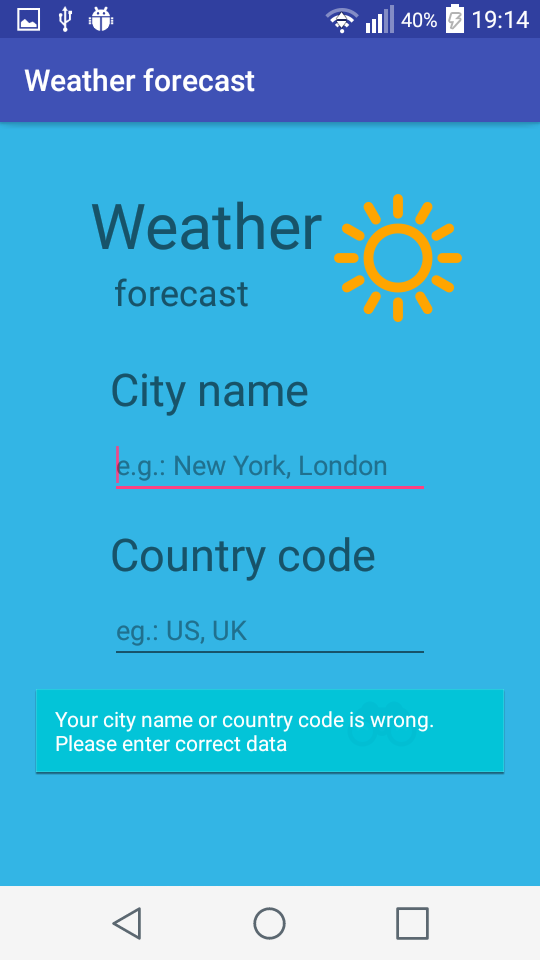 40% 19:14
Weather forecast
Weather
forecast
City name
e.g.: New York, London
Country code
eg.: US, UK
Your city name or country code is wrong.
Please enter correct data